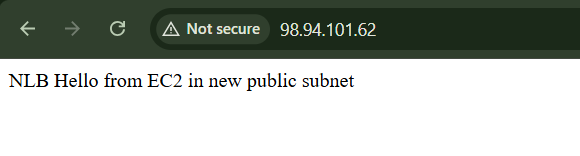 Not secure 98.94.101.62
NLB Hello from EC2 in new public subnet